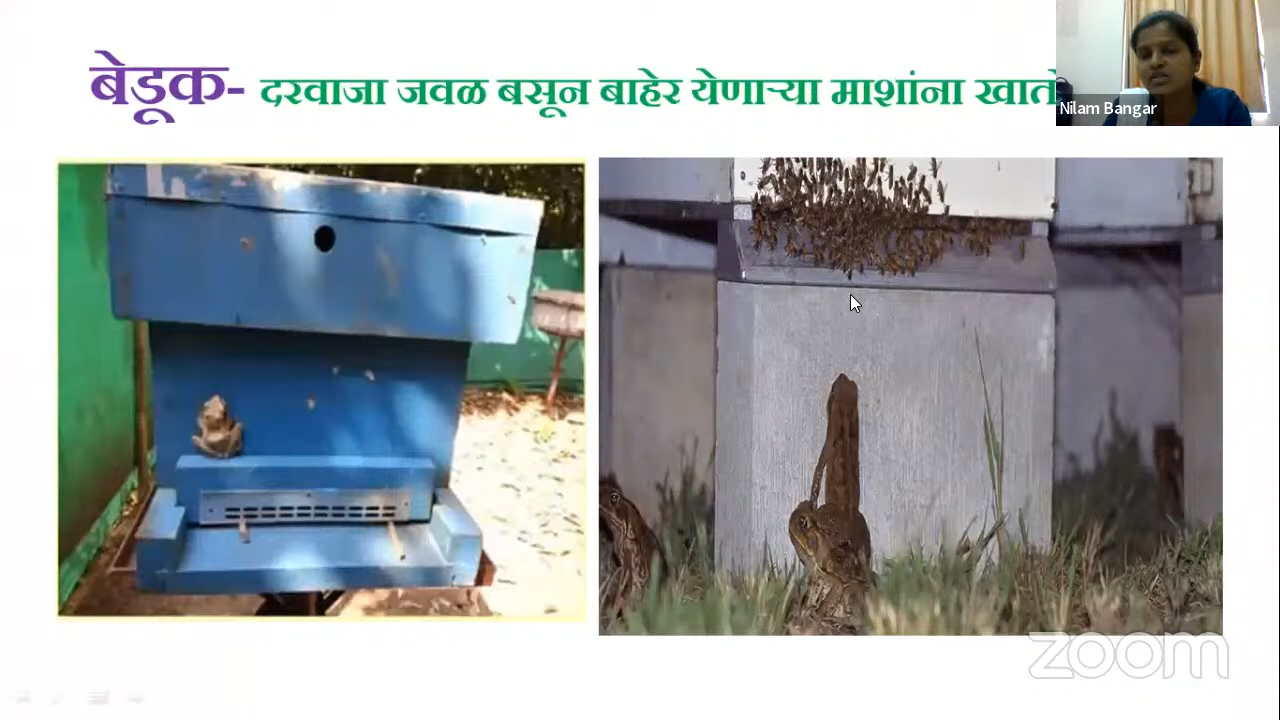 बेडूक- दरवाजा जवळ बसून बाहेर येणाऱ्या माशांना
Nilam Bangar
zoom